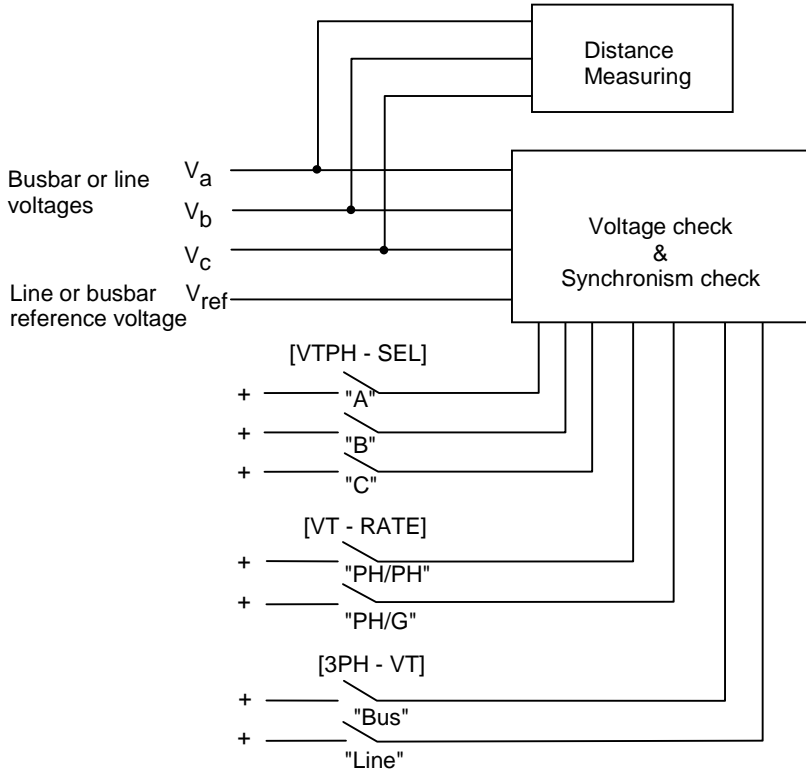 Distance
Measuring
Busbar or line
voltages
Va
Vb
Vc
Voltage check
&
Synchronism check
Line or busbar
reference voltage
Vref
[VTPH - SEL]
+ "A"
+ "B"
+ "C"
[VT - RATE]
+ "PH/PH"
+ "PH/G"
[3PH - VT]
+ "Bus"
+ "Line"